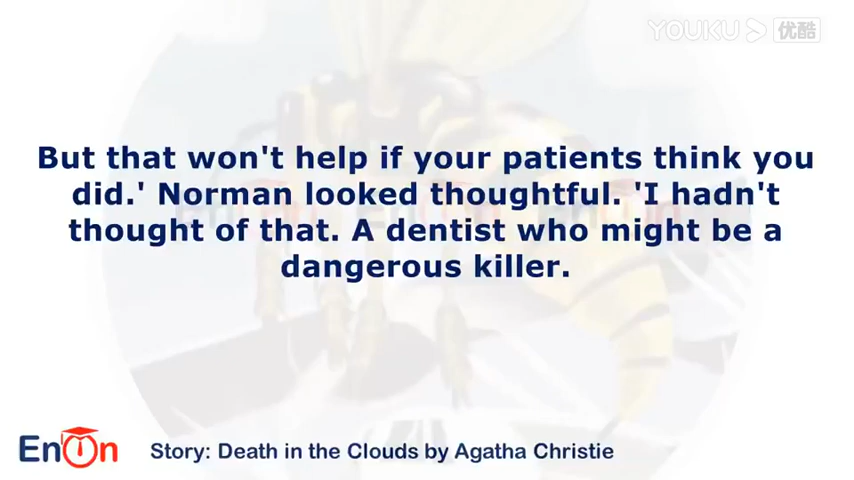 YOUKU 优酷
But that won't help if your patients think you
did.' Norman looked thoughtful. 'I hadn't
thought of that. A dentist who might be a
dangerous killer.
EnOn
Story: Death in the Clouds by Agatha Christie